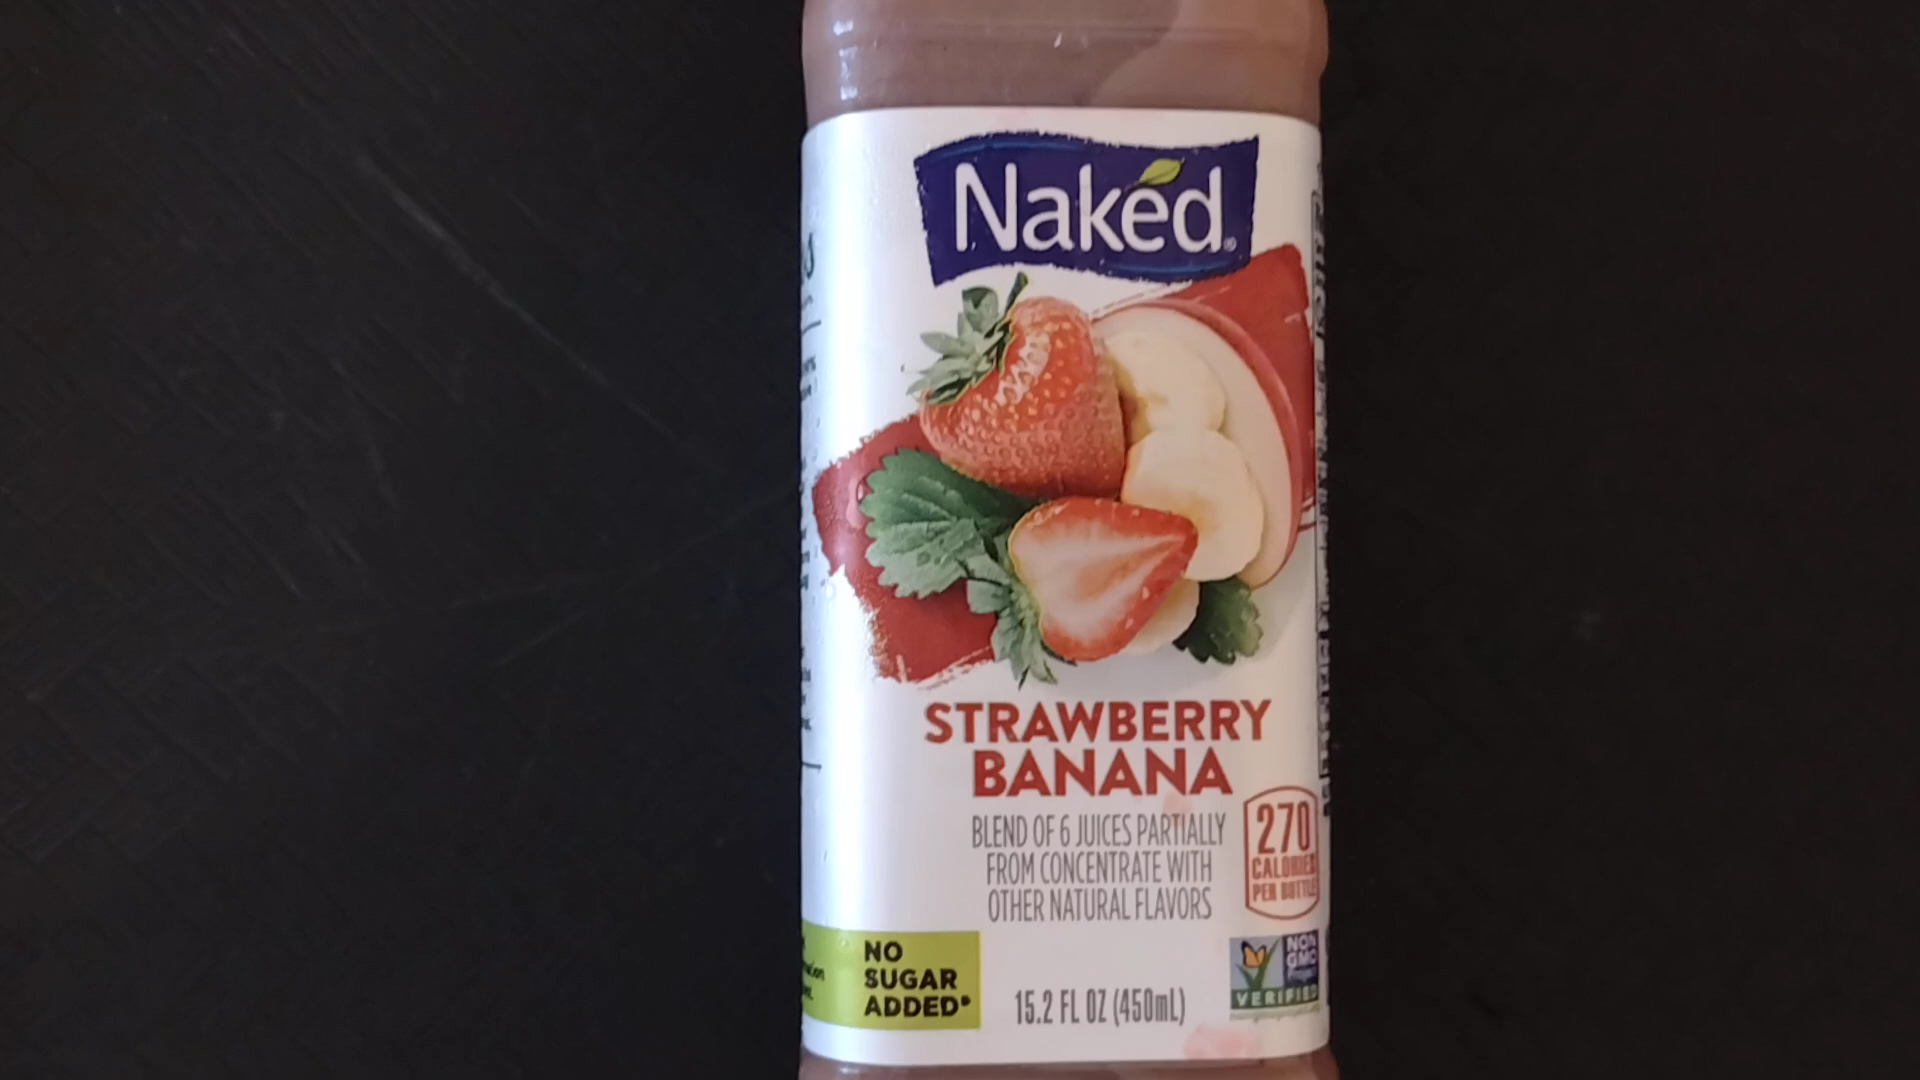 Naked®
STRAWBERRY
BANANA
BLEND OF 6 JUICES PARTIALLY
FROM CONCENTRATE WITH
OTHER NATURAL FLAVORS
270
CALORIES
PER BOTTLE
NO
SUGAR
ADDED*
15.2 FL OZ (450mL)
NON
GMO
Project
VERIFIED